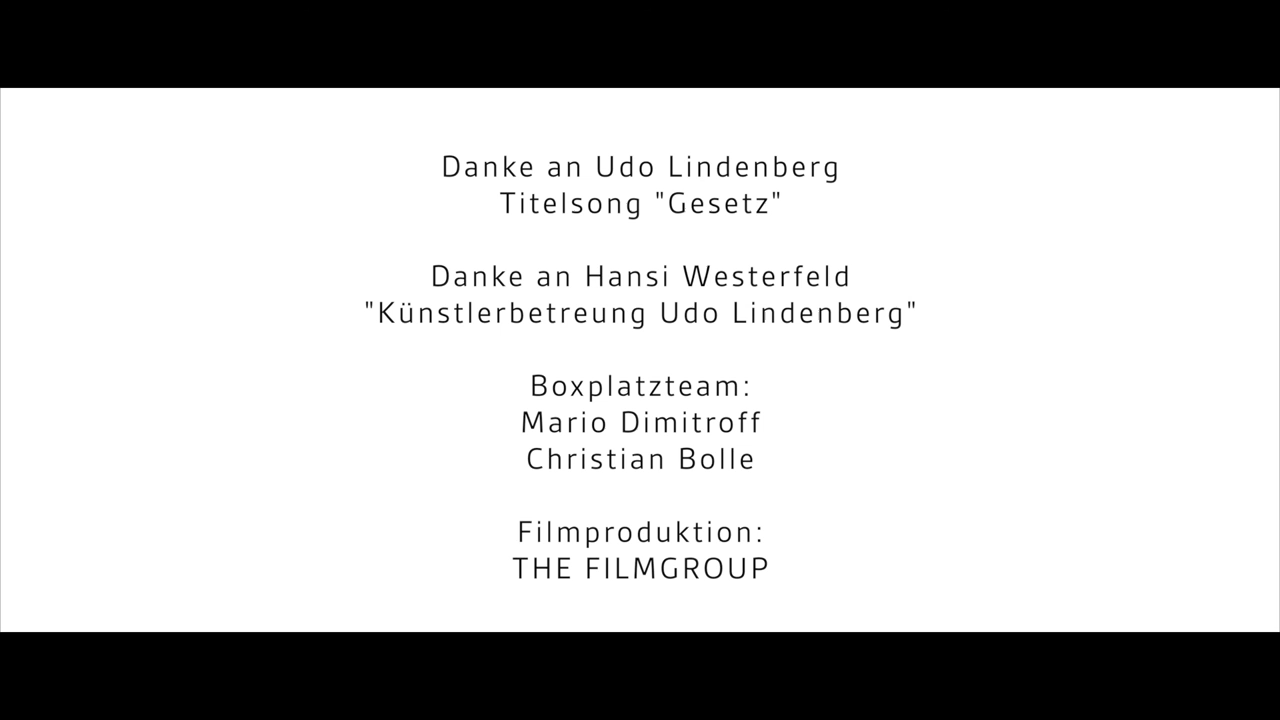 Danke an Udo Lindenberg
Titelsong "Gesetz"
Danke an Hansi Westerfeld
"Künstlerbetreung Udo Lindenberg"
Boxplatzteam:
Mario Dimitroff
Christian Bolle
Filmproduktion:
THE FILMGROUP